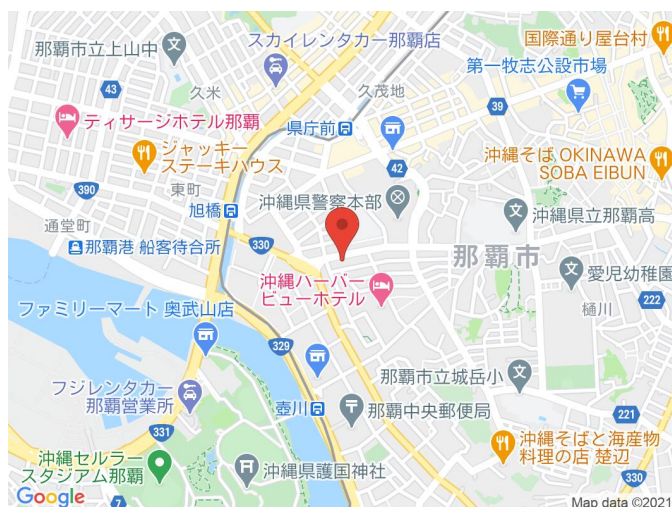 那覇市立上山中
スカイレンタカー那覇店
国際通り屋台村
久米
久茂地
第一牧志公設市場
43
39
ティサージホテル那覇
県庁前
ジャッキー
ステーキハウス
42
沖縄そば OKINAWA
SOBA EIBUN
東町
390
沖縄県警察本部
旭橋
沖縄県立那覇高
通堂町
那覇港 船客待合所
330
那覇市
愛児幼稚園
沖縄ハーバー
ビューホテル
樋川
222
ファミリーマート 奥武山店
329
フジレンタカー
那覇営業所
那覇市立城岳小
壺川
那覇中央郵便局
221
331
沖縄セルラー
スタジアム那覇
沖縄県護国神社
沖縄そばと海産物
料理の店 楚辺
Google
7
Map data ©2021